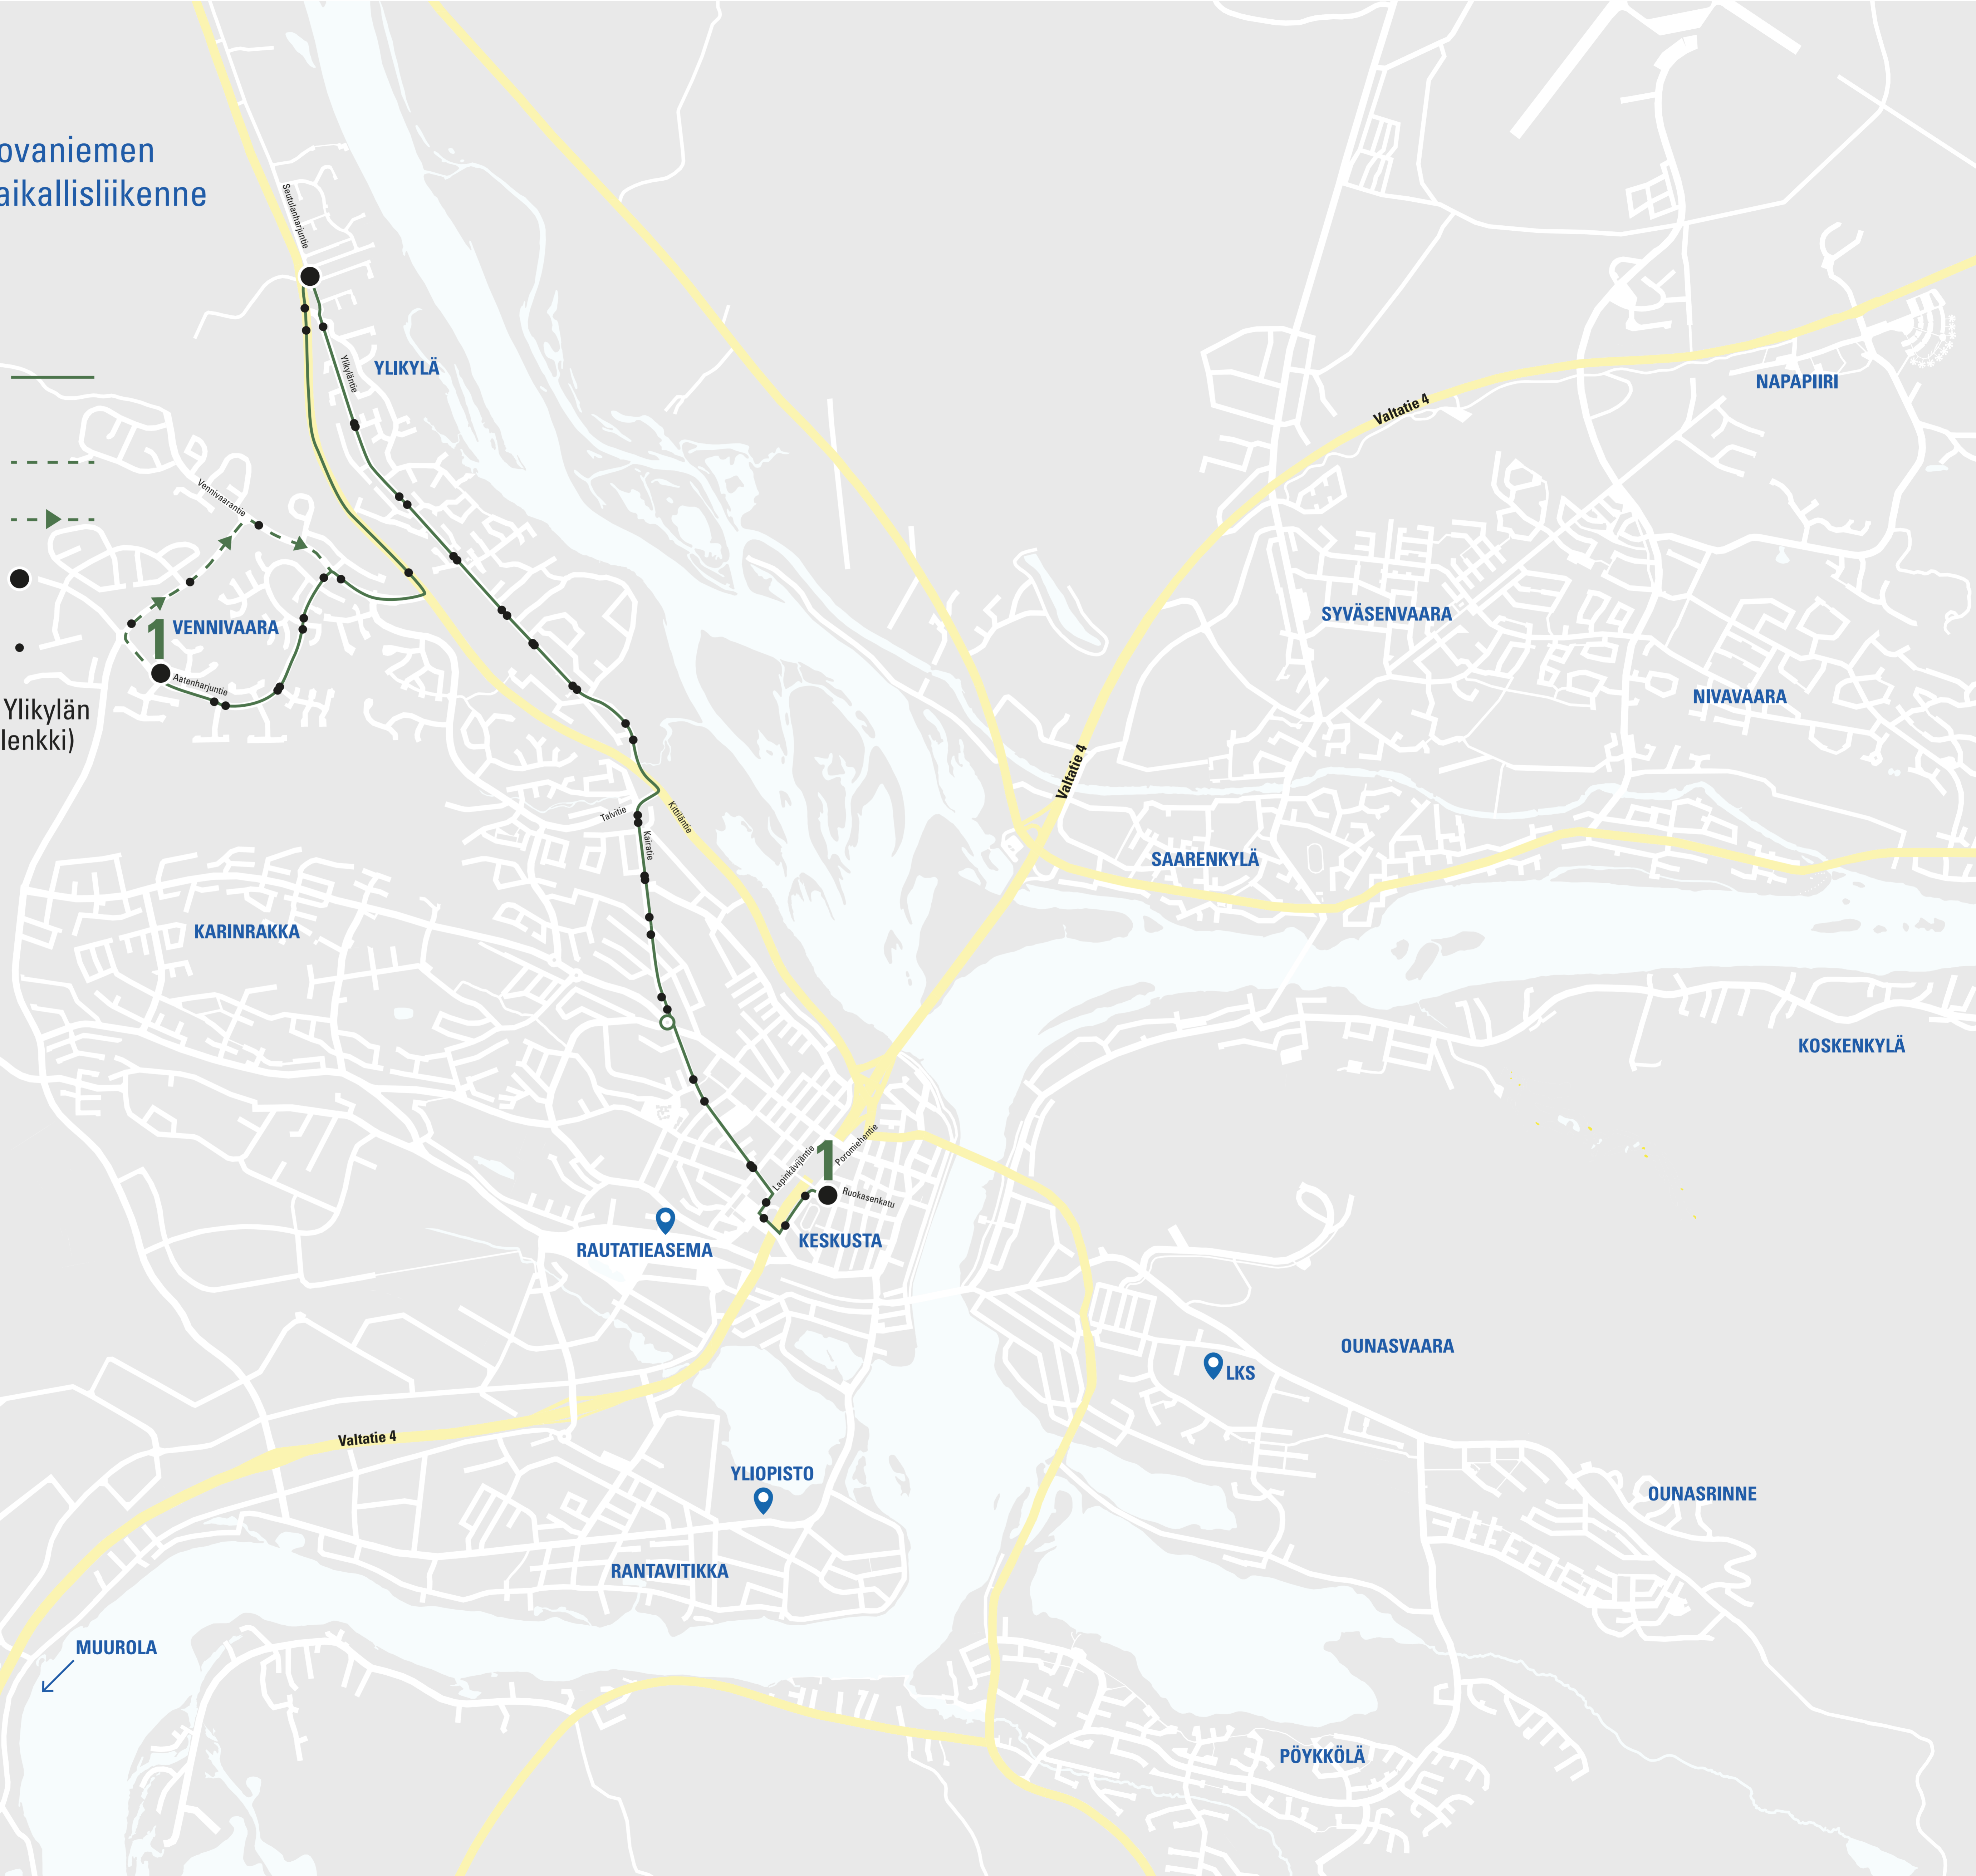 ovaniemen
aikallisliikenne
Seutulanharjuntie
Ylikyläntie
YLIKYLÄ
NAPAPIIRI
Valtatie 4
Vennivaarantie
VENNIVAARA
1
Aatenharjuntie
SYVÄSENVAARA
NIVAVAARA
Ylikylän
lenkki)
Valtatie 4
Talvitie
Kittiläntie
Kairatie
SAARENKYLÄ
KARINRAKKA
KOSKENKYLÄ
Lapinkävijäntie
1
Poromiehentie
Ruokasenkatu
KESKUSTA
RAUTATIEASEMA
OUNASVAARA
LKS
Valtatie 4
YLIOPISTO
OUNASRINNE
RANTAVITIKKA
MUUROLA
PÖYKKÖLÄ